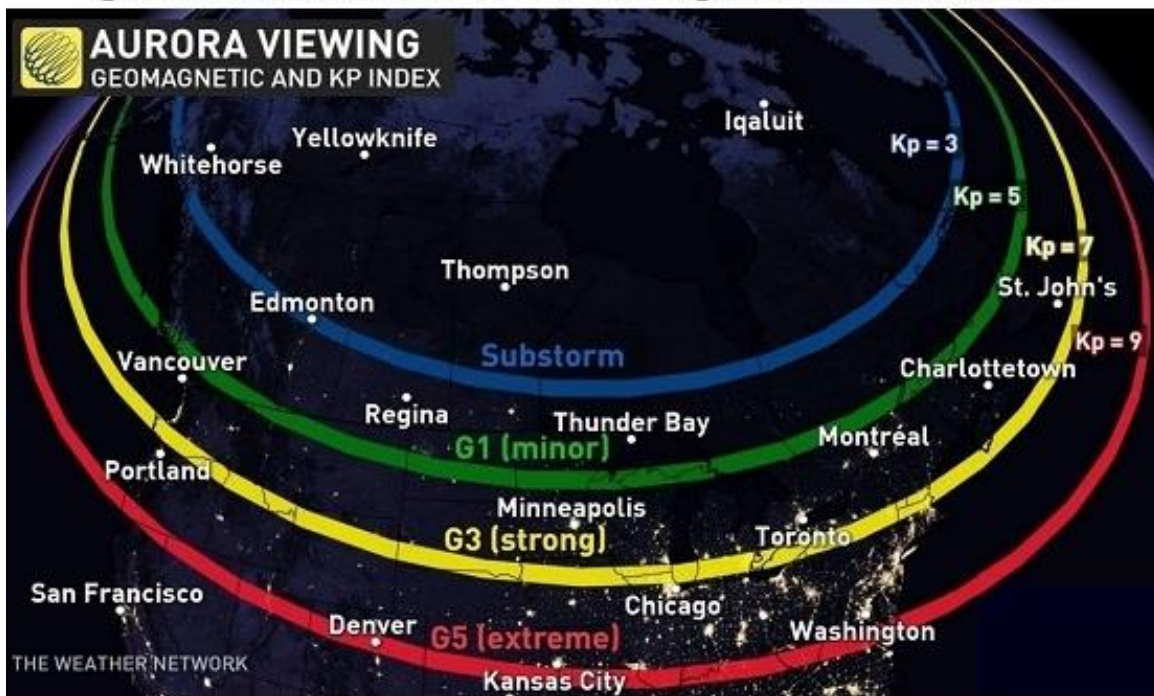 AURORA VIEWING
GEOMAGNETIC AND KP INDEX
Iqaluit
Yellowknife
Kp = 3
Whitehorse
Kp = 5
Kp = 7
Thompson
St. John's
Edmonton
Kp = 9
Substorm
Vancouver
Charlottetown
Regina
Thunder Bay
Montréal
G1 (minor)
Portland
Minneapolis
Toronto
G3 (strong)
San Francisco
Chicago
Denver
G5 (extreme)
Washington
THE WEATHER NETWORK
Kansas City